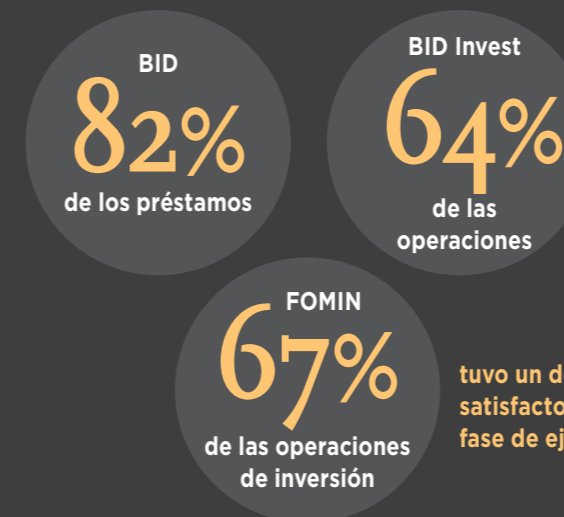 BID
82%
de los préstamos
BID Invest
64%
de las
operaciones
FOMIN
67%
de las operaciones
de inversión
tuvo un
fase de